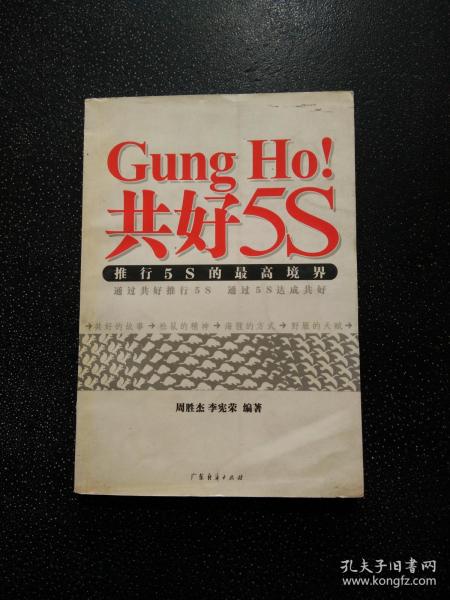 Gung Ho!
共好5S
推行5S的最高境界
通过共好推行5S 通过5S达成共好
→共好的故事→松鼠的精神→海狸的方式→野雁的天赋→
周胜杰 李宪荣 编著
广东经济出版社
孔夫子旧书网
www.kongfz.com